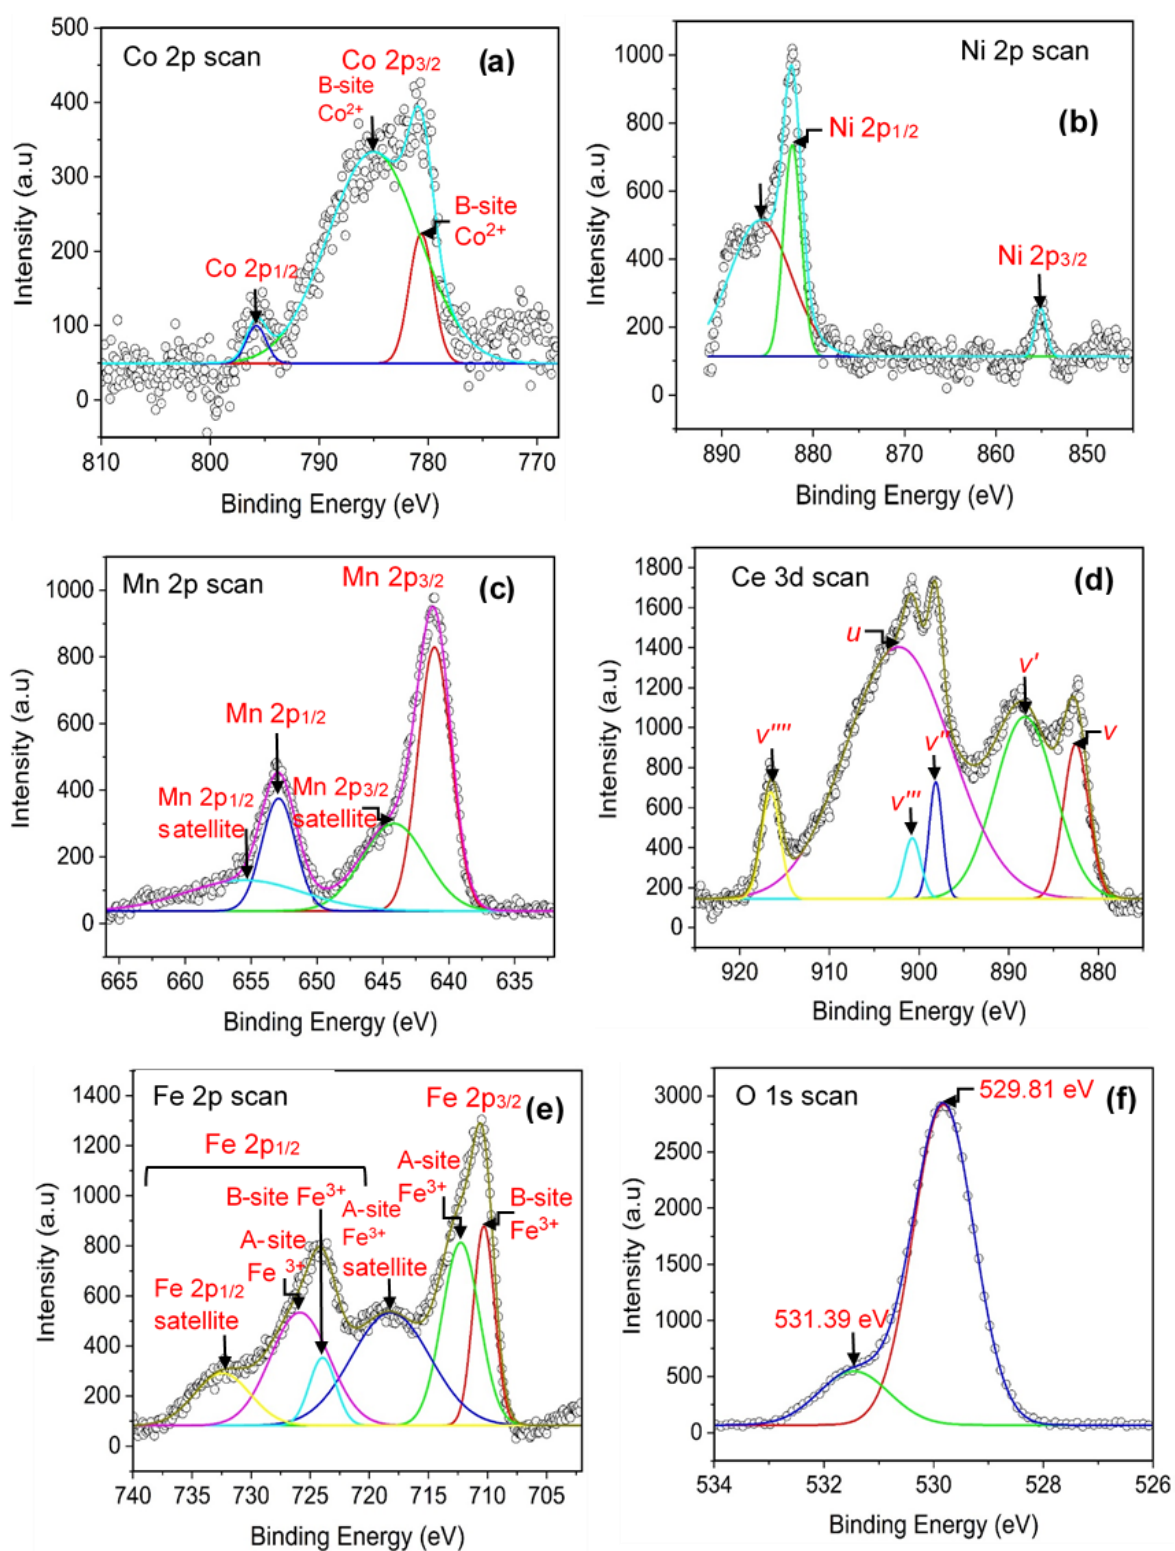 Co 2p scan
Co 2p3/2
(a)
B-site
Co2+
B-site
Co2+
Co 2p1/2
500
400
300
200
100
0
Intensity (a.u)
810 800 790 780 770
Binding Energy (eV)
Ni 2p scan
(b)
Ni 2p1/2
Ni 2p3/2
1000
800
600
400
200
0
Intensity (a.u)
890 880 870 860 850
Binding Energy (eV)
Mn 2p scan
Mn 2p3/2
(c)
Mn 2p1/2
Mn 2p1/2
satellite
Mn 2p3/2
satellite
1000
800
600
400
200
0
Intensity (a.u)
665 660 655 650 645 640 635
Binding Energy (eV)
Ce 3d scan
(d)
u
v'
v''''
v''
v
v'''
1800
1600
1400
1200
1000
800
600
400
200
0
Intensity (a.u)
920 910 900 890 880
Binding Energy (eV)
Fe 2p scan
Fe 2p3/2
(e)
Fe 2p1/2
A-site
Fe3+
B-site Fe3+
B-site
Fe3+
A-site
Fe3+
satellite
A-site
Fe 3+
Fe 2p1/2
satellite
1400
1200
1000
800
600
400
200
0
Intensity (a.u)
740 735 730 725 720 715 710 705
Binding Energy (eV)
O 1s scan
529.81 eV
(f)
531.39 eV
3000
2500
2000
1500
1000
500
0
Intensity (a.u)
534 532 530 528 526
Binding Energy (eV)